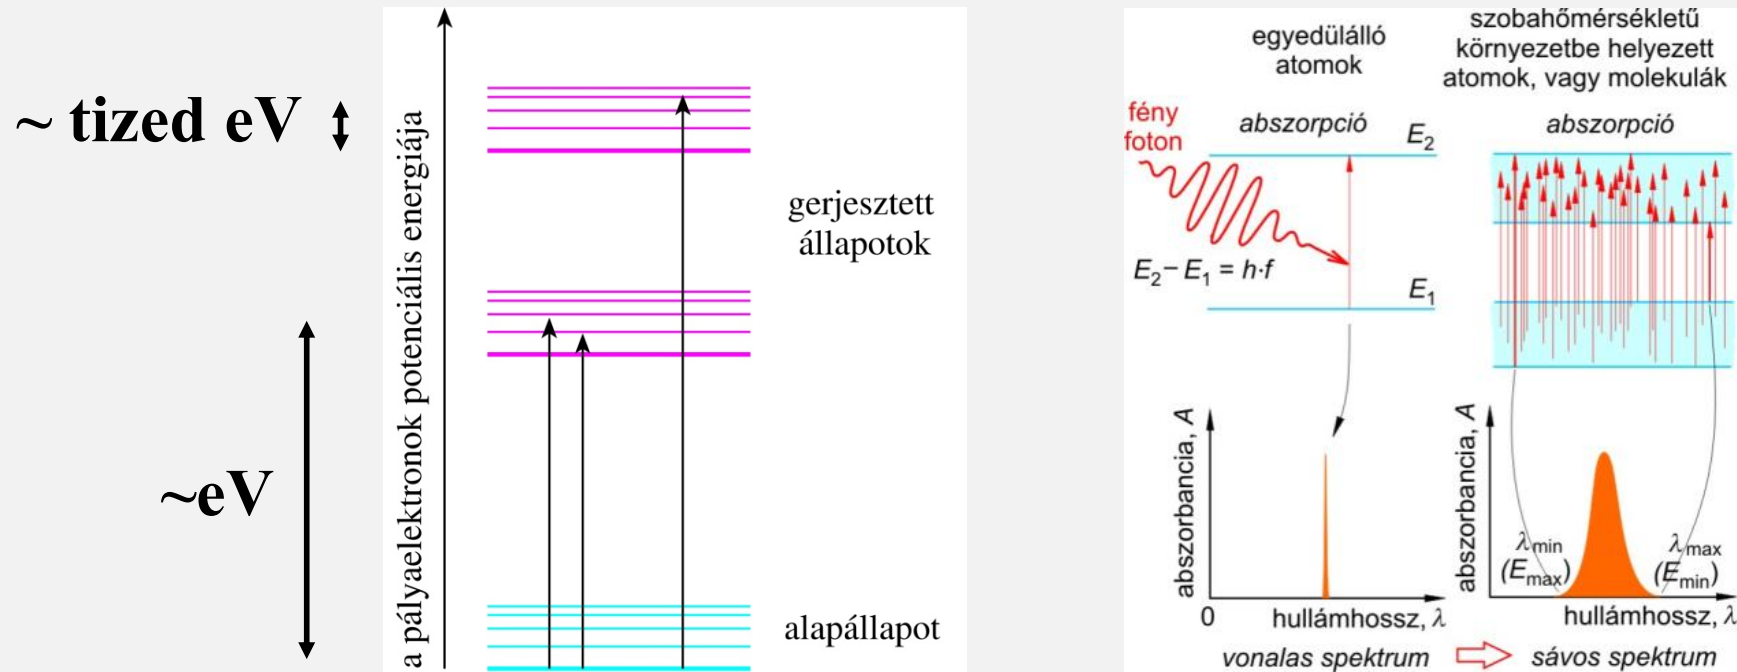 ~ tized eV
~eV
a pályaelektronok potenciális energiája
gerjesztett
állapotok
alapállapot
egyedülálló
atomok
fény
foton
abszorpció
E₂
E₂− E₁ = h·f
E₁
abszorbancia, A
0
hullámhossz, λ
vonalas spektrum
szobahőmérsékletű
környezetbe helyezett
atomok, vagy molekulák
abszorpció
abszorbancia, A
λmin
(Emax)
λmax
(Emin)
hullámhossz, λ
sávos spektrum